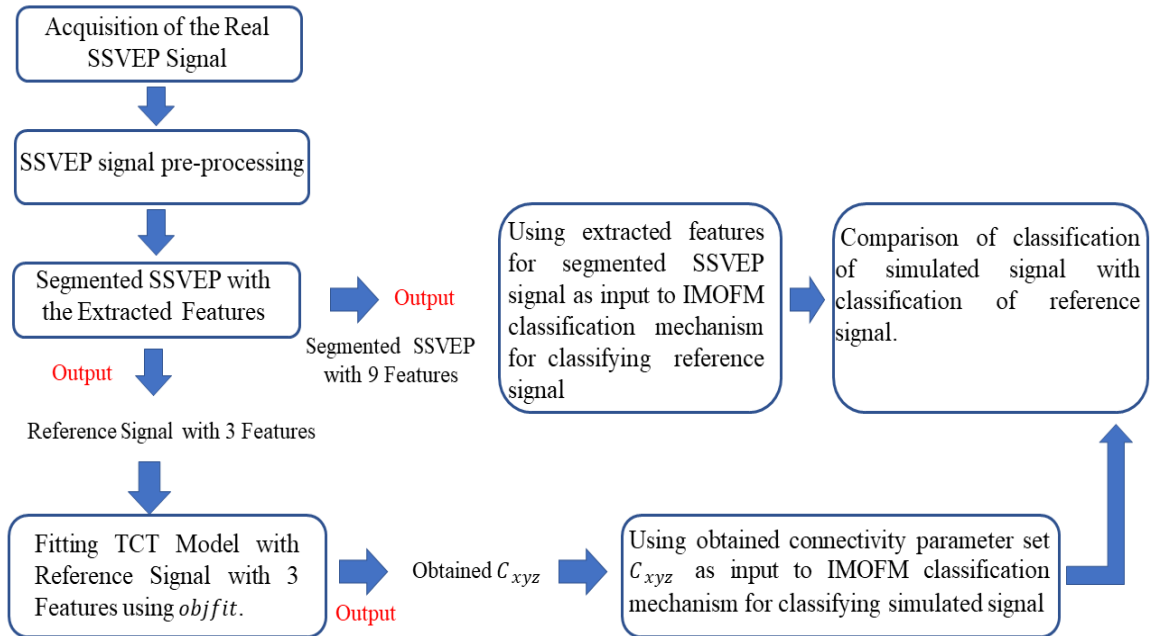 Acquisition of the Real
SSVEP Signal
SSVEP signal pre-processing
Segmented SSVEP with
the Extracted Features
Output
Segmented SSVEP
with 9 Features
Using extracted features
for segmented SSVEP
signal as input to IMOFM
classification mechanism
for classifying reference
signal
Comparison of classification
of simulated signal with
classification of reference
signal.
Output
Reference Signal with 3 Features
Fitting TCT Model with
Reference Signal with 3
Features using objfit.
Output
Obtained C_xyz
Using obtained connectivity parameter set
C_xyz as input to IMOFM classification
mechanism for classifying simulated signal